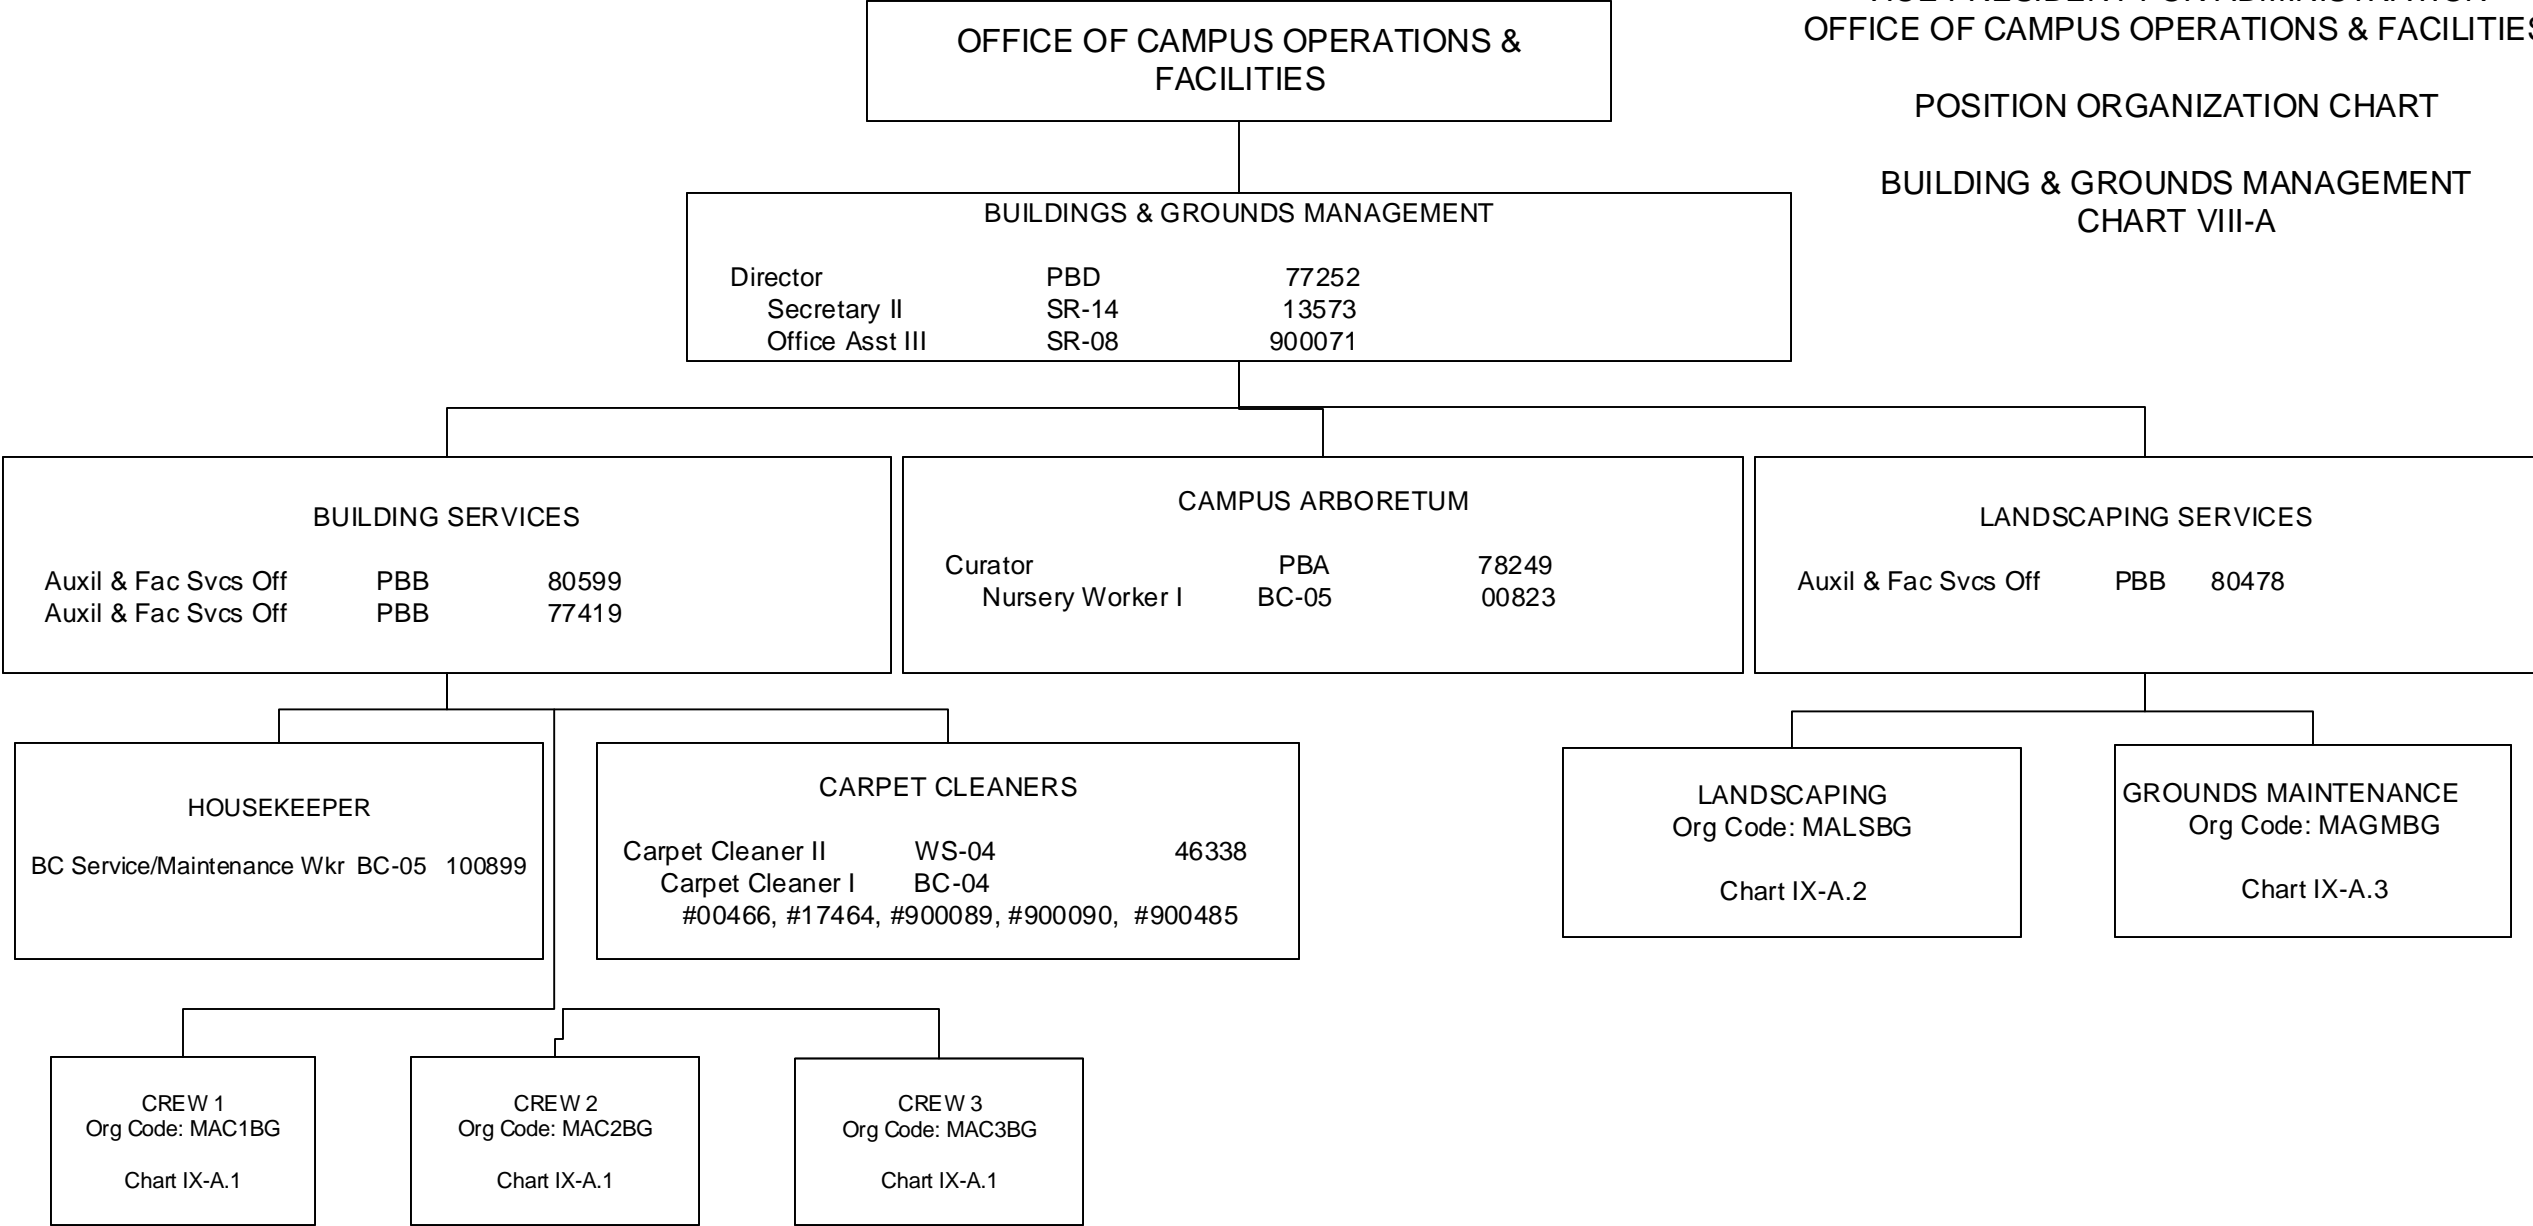 OFFICE OF CAMPUS OPERATIONS &
FACILITIES
OFFICE OF CAMPUS OPERATIONS & FACILITIES
POSITION ORGANIZATION CHART
BUILDING & GROUNDS MANAGEMENT
CHART VIII-A
BUILDINGS & GROUNDS MANAGEMENT
Director PBD 77252
Secretary II SR-14 13573
Office Asst III SR-08 900071
BUILDING SERVICES
Auxil & Fac Svcs Off PBB 80599
Auxil & Fac Svcs Off PBB 77419
CAMPUS ARBORETUM
Curator PBA 78249
Nursery Worker I BC-05 00823
LANDSCAPING SERVICES
Auxil & Fac Svcs Off PBB 80478
HOUSEKEEPER
BC Service/Maintenance Wkr BC-05 100899
CARPET CLEANERS
Carpet Cleaner II WS-04 46338
Carpet Cleaner I BC-04
#00466, #17464, #900089, #900090, #900485
LANDSCAPING
Org Code: MALSBG
Chart IX-A.2
GROUNDS MAINTENANCE
Org Code: MAGMBG
Chart IX-A.3
CREW 1
Org Code: MAC1BG
Chart IX-A.1
CREW 2
Org Code: MAC2BG
Chart IX-A.1
CREW 3
Org Code: MAC3BG
Chart IX-A.1